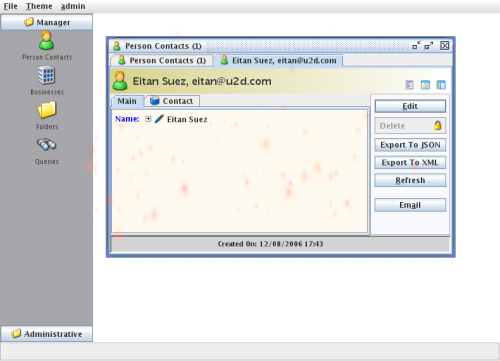 File Theme admin
Manager
Person Contacts
Businesses
Folders
Queries
Administrative
Person Contacts (1)
Person Contacts (1) Eitan Suez, eitan@u2d.com
Eitan Suez, eitan@u2d.com
Main Contact
Name: Eitan Suez
Edit
Delete
Export To JSON
Export To XML
Refresh
Email
Created On: 12/08/2006 17:43